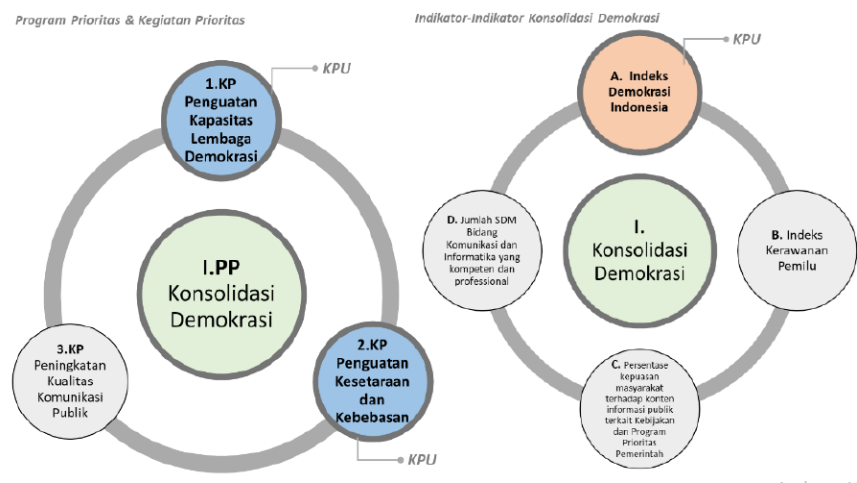 Program Prioritas & Kegiatan Prioritas
KPU
1.KP
Penguatan
Kapasitas
Lembaga
Demokrasi
I.PP
Konsolidasi
Demokrasi
3.KP
Peningkatan
Kualitas
Komunikasi
Publik
2.KP
Penguatan
Kesetaraan
dan
Kebebasan
KPU
Indikator-Indikator Konsolidasi Demokrasi
KPU
A. Indeks
Demokrasi
Indonesia
D. Jumlah SDM
Bidang
Komunikasi dan
Informatika yang
kompeten dan
professional
I.
Konsolidasi
Demokrasi
B. Indeks
Kerawanan
Pemilu
C. Persentase
kepuasan
masyarakat
terhadap konten
informasi publik
terkait Kebijakan
dan Program
Prioritas
Pemerintah